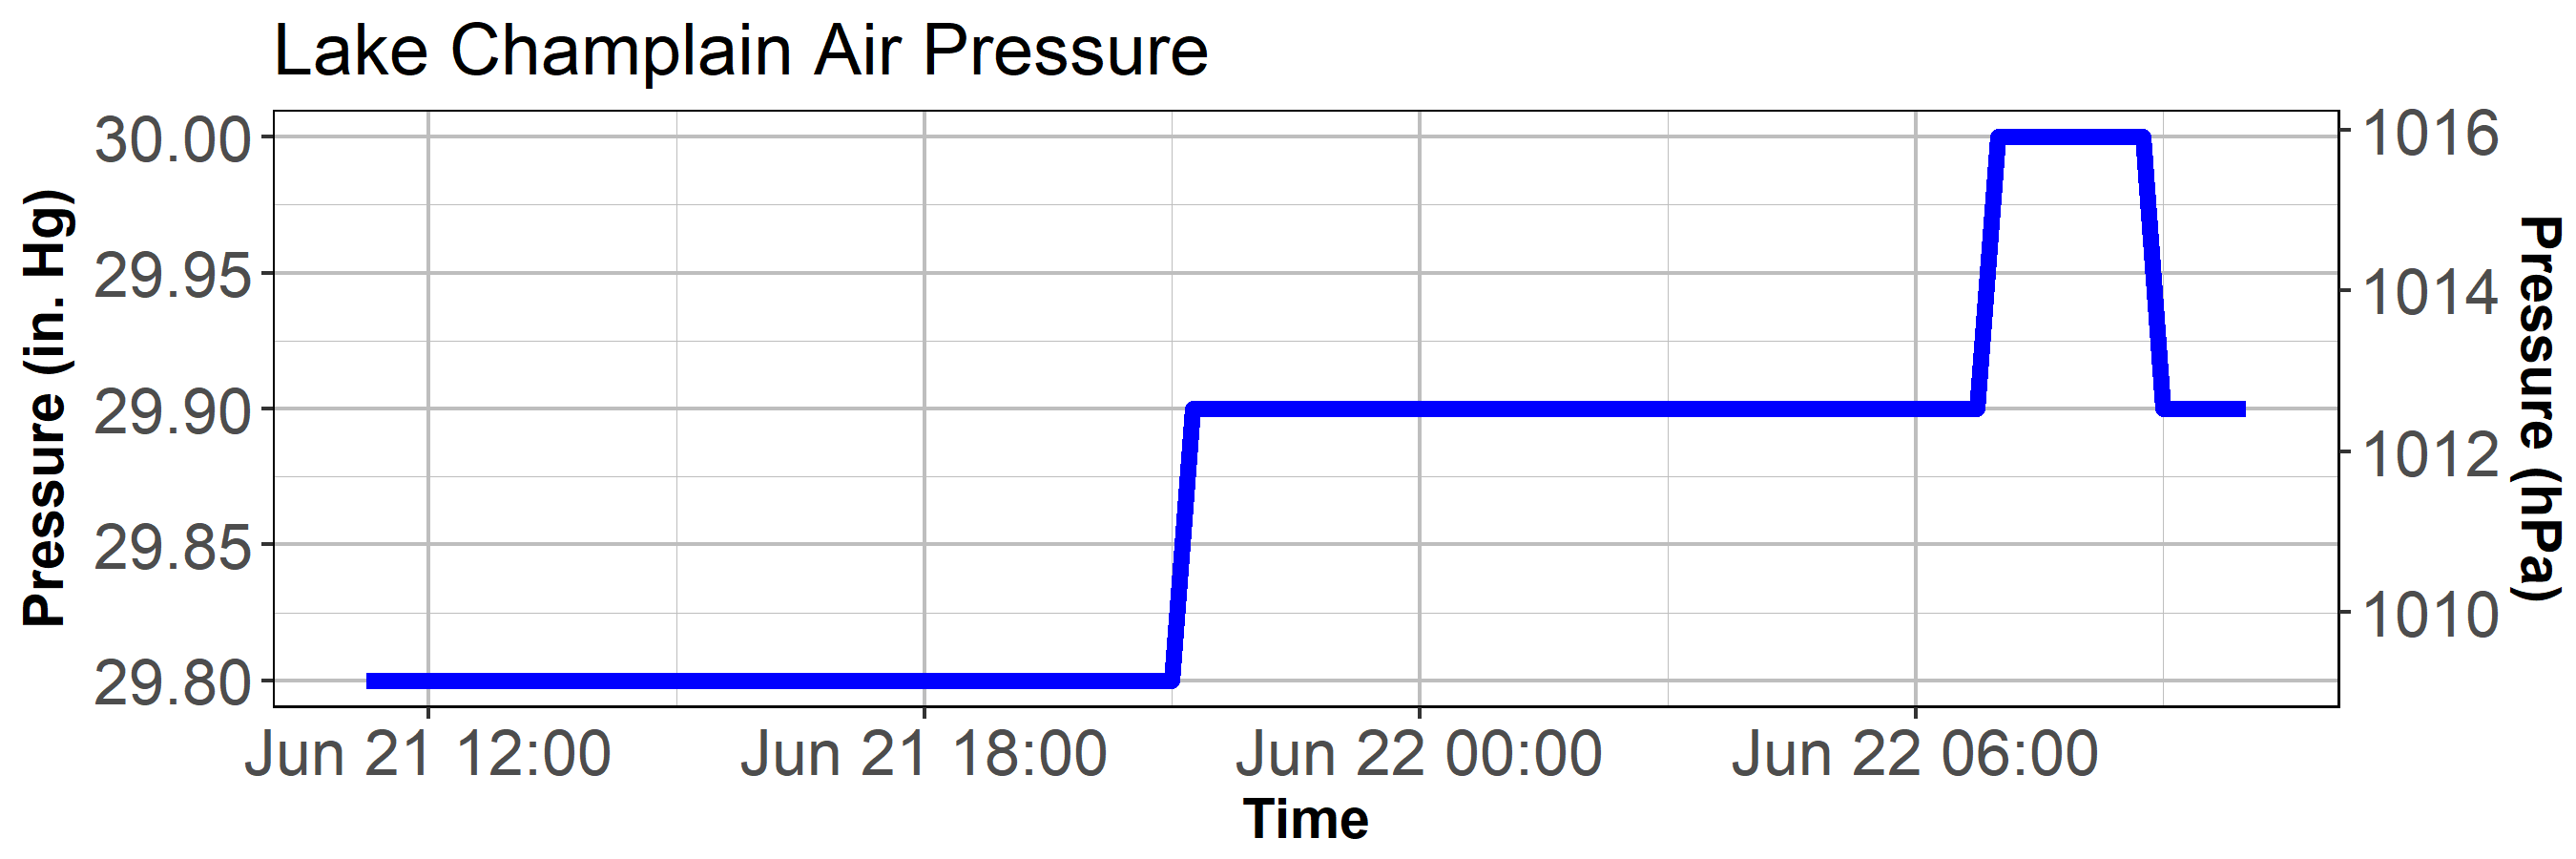 Lake Champlain Air Pressure
30.00
29.95
29.90
29.85
29.80
Pressure (in. Hg)
1016
1014
1012
1010
Pressure (hPa)
Jun 21 12:00
Jun 21 18:00
Jun 22 00:00
Jun 22 06:00
Time